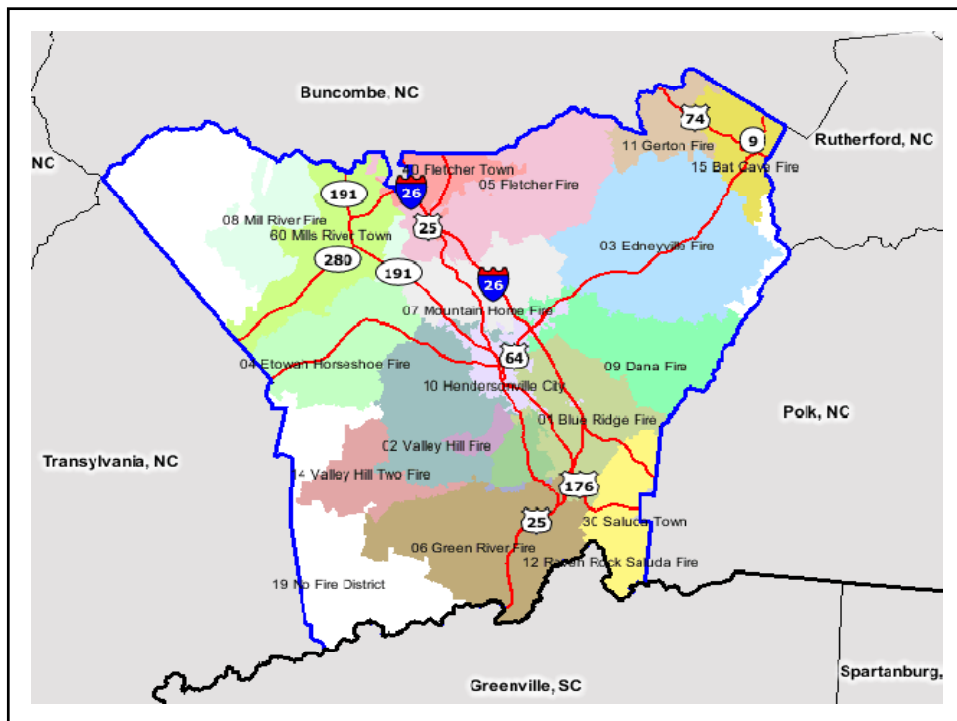 Buncombe, NC
74
Rutherford, NC
9
11 Gerton Fire
NC
15 Bat Cave Fire
40 Fletcher Town
05 Fletcher Fire
191
26
08 Mill River Fire
25
60 Mills River Town
03 Edneyville Fire
280
191
26
07 Mountain Home Fire
64
04 Etowah Horseshoe Fire
09 Dana Fire
10 Hendersonville City
Polk, NC
01 Blue Ridge Fire
02 Valley Hill Fire
Transylvania, NC
4 Valley Hill Two Fire
176
25
30 Saluda Town
06 Green River Fire
12 Raven Rock Saluda Fire
19 No Fire District
Spartanburg,
Greenville, SC